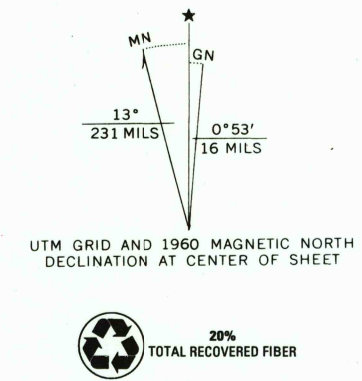 ★
MN
GN
13°
231 MILS
0°53′
16 MILS
UTM GRID AND 1960 MAGNETIC NORTH
DECLINATION AT CENTER OF SHEET
20%
TOTAL RECOVERED FIBER